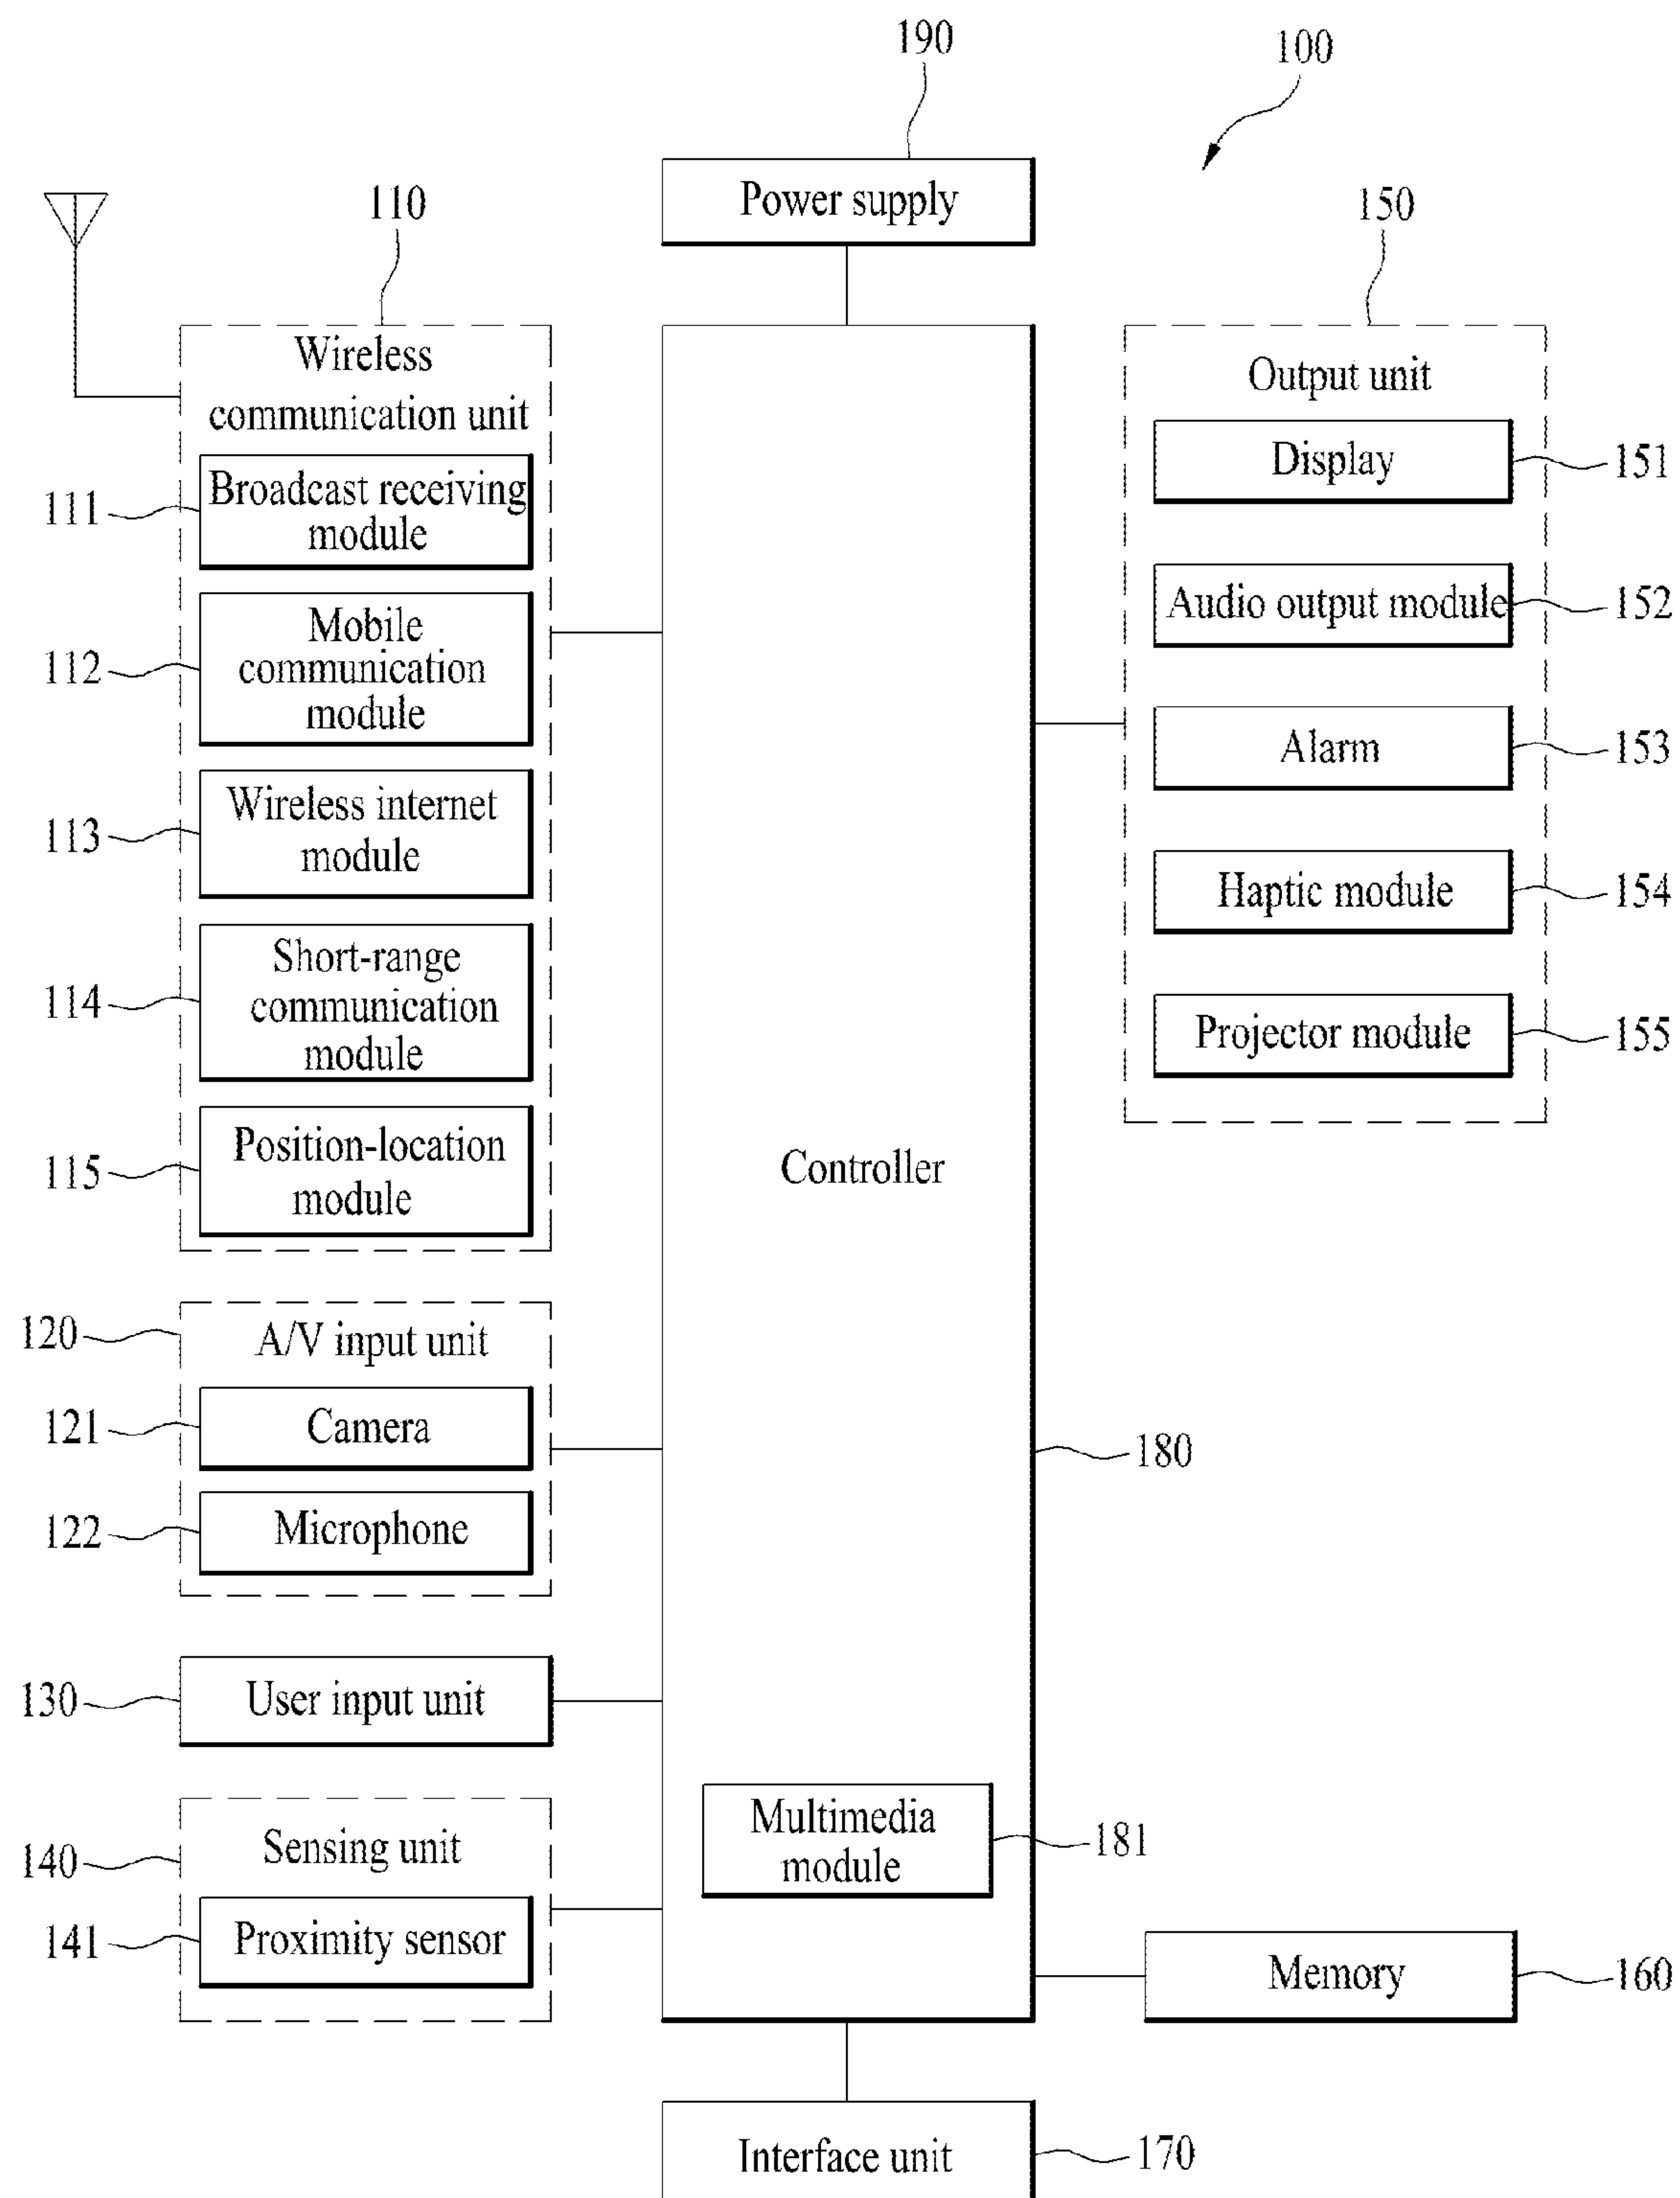 190
100
Power supply
110
150
Wireless
communication unit
Output unit
111
Broadcast receiving
module
Display
151
112
Mobile
communication
module
Audio output module
152
113
Wireless internet
module
Alarm
153
114
Short-range
communication
module
Haptic module
154
115
Position-location
module
Projector module
155
Controller
120
A/V input unit
121
Camera
180
122
Microphone
130
User input unit
140
Sensing unit
Multimedia
module
181
141
Proximity sensor
Memory
160
Interface unit
170